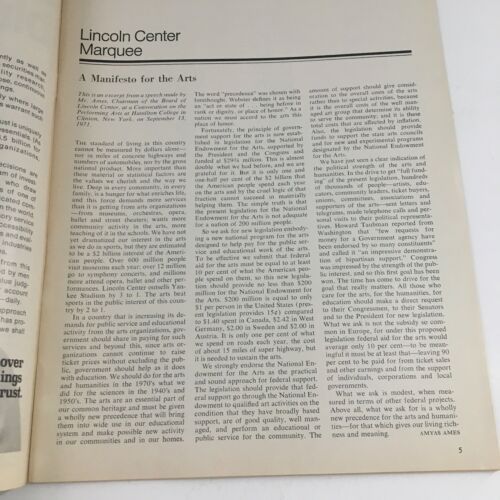 Lincoln Center
Marquee
A Manifesto for the Arts
This is an excerpt from a speech made by
Mr. Ames, Chairman of the Board of
Lincoln Center, at a Convocation on the
Performing Arts at Hamilton College in
Clinton, New York, on September 13,
1971.
THE standard of living in this country
cannot be measured by dollars alone—
nor in miles of concrete highways and
numbers of automobiles, nor by the gross
national product. More important than
these material or statistical factors are
the values we cherish and the way we
live. Deep in every community, in every
family, is a hunger for what enriches life,
and this force demands more services
than it is getting from arts organizations
—from museums, orchestras, opera,
ballet and street theaters; wants more
community activity in the arts, more
teaching of it in the schools. We have not
yet dramatized our interest in the arts
as we do in sports, but they are estimated
to be a $2 billion interest of the Ameri-
can people. Over 600 million people
visit museums each year; over 12 million
go to symphony concerts, and millions
more attend opera, ballet and other per-
formances. Lincoln Center outsells Yan-
kee Stadium by 3 to 1. The arts beat
sports in the public interest of this coun-
try by 2 to 1.
In a country that is increasing its de-
mands for public service and educational
activity from the arts organizations, gov-
ernment should share in paying for such
services and beyond this, since arts or-
ganizations cannot continue to raise
ticket prices without excluding the pub-
lic, government should help as it does
with education. We should do for the arts
and humanities in the 1970's what we
did for the sciences in the 1940's and
1950's. The arts are an essential part of
our common heritage and must be given
a wholly new precedence that will bring
them into wide use in our educational
system and make possible new activity
in our communities and in our homes.
The word "precedence" was chosen with
forethought. Webster defines it as being
an "act or state of . . . being before in
rank or dignity, or place of honor." As a
nation we must accord to the arts this
place of honor.
Fortunately, the principle of govern-
ment support for the arts is now estab-
lished in legislation for the National
Endowment for the Arts, supported by
the President and the Congress and
funded at $29¾ million. This is almost
double what we had before, and we are
grateful for it. But it is only one and
one-half per cent of the $2 billion that
the American people spend each year
on the arts and by the cruel logic of that
fraction cannot succeed in materially
helping them. The simple truth is that
the present legislation for the National
Endowment for the Arts is not adequate
for a nation of 200 million people.
So we ask for new legislation embody-
ing a new national program for the arts
designed to help pay for the public ser-
vice and educational work of the arts.
To be effective we submit that federal
aid for the arts must be equal to at least
10 per cent of what the American peo-
ple spend on them, so this new legisla-
tion should provide no less than $200
million for the National Endowment for
the Arts. $200 million is equal to only
$1 per person in the United States (pres-
ent legislation provides 15¢) compared
to $1.40 spent in Canada, $2.42 in West
Germany, $2.00 in Sweden and $2.00 in
Austria. It is only one per cent of what
we spend on roads each year, the cost
of about 15 miles of super highway, but
it is needed to sustain the arts.
We strongly endorse the National En-
dowment for the Arts as the practical
and sound approach for federal support.
The legislation should provide that fed-
eral support go through the National En-
dowment to qualified art activities on the
condition that they have broadly based
support, are of good quality, well man-
aged, and perform an educational or
public service for the community. The
amount of support should give consid-
eration to the overall costs of the arts
rather than to special activities, because
it is the overall costs of the well man-
aged art group that determine its ability
to serve the community; and it is these
total costs that are affected by inflation.
Also, the legislation should provide
funds to support the state arts councils
and for new and experimental programs
designated by the National Endowment
for the Arts.
We have just seen a clear indication of
the political strength of the arts and
humanities. In the drive to get "full fund-
ing" of the present legislation, hundreds
of thousands of people—artists, edu-
cators, community leaders, ticket buyers,
unions, committees, associations and
supporters of the arts—sent letters and
telegrams, made telephone calls and per-
sonal visits to their political representa-
tives. Howard Taubman reported from
Washington that "few requests for
money for a Government agency have
been endorsed by so many constituents"
and called it "an impressive demonstra-
tion of bipartisan support." Congress
was impressed by the strength of the pub-
lic interest, and so this first goal has been
won. The time has come to drive for the
goal that really matters. All those who
care for the arts, for the humanities, for
education should make a direct request
to their Congressmen, to their Senators
and to the President for new legislation.
What we ask is not the subsidy so com-
mon in Europe, for under this proposed
legislation federal aid for the arts would
average only 10 per cent—to be mean-
ingful it must be at least that—leaving 90
per cent to be paid for from ticket sales
and other earnings and from the support
of individuals, corporations and local
governments.
What we ask is modest, when mea-
sured in terms of other federal projects.
Above all, what we ask for is a wholly
new precedence for the arts and humani-
ties—for that which gives our living rich-
ness and meaning.
AMYAS AMES
5